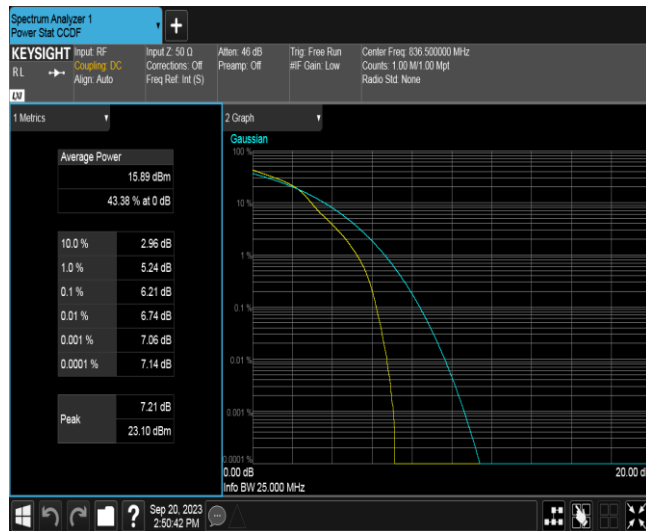 Spectrum Analyzer 1
Power Stat CCDF
+
KEYSIGHT
RL
LXI
Input: RF
Coupling: DC
Align: Auto
Input Z: 50 Ω
Corrections: Off
Freq Ref: Int (S)
Atten: 46 dB
Preamp: Off
Trig: Free Run
#IF Gain: Low
Center Freq: 836.500000 MHz
Counts: 1.00 M/1.00 Mpt
Radio Std: None
1 Metrics
Average Power
15.89 dBm
43.38 % at 0 dB
10.0 % 2.96 dB
1.0 % 5.24 dB
0.1 % 6.21 dB
0.01 % 6.74 dB
0.001 % 7.06 dB
0.0001 % 7.14 dB
Peak
7.21 dB
23.10 dBm
2 Graph
Gaussian
100 %
10 %
1 %
0.1 %
0.01 %
0.001 %
0.0001 %
0.00 dB
20.00 d
Info BW 25.000 MHz
?
Sep 20, 2023
2:50:42 PM